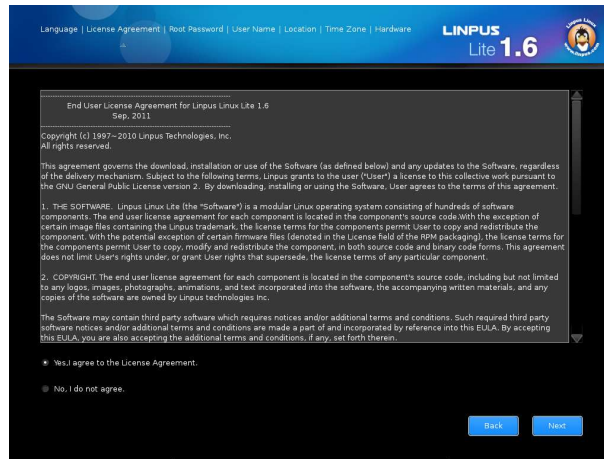 Language | License Agreement | Root Password | User Name | Location | Time Zone | Hardware
LINPUS
Lite 1.6
End User License Agreement for Linpus Linux Lite 1.6
Sep, 2011
Copyright (c) 1997~2010 Linpus Technologies, Inc.
All rights reserved.
This agreement governs the download, installation or use of the Software (as defined below) and any updates to the Software, regardless
of the delivery mechanism. Subject to the following terms, Linpus grants to the user ("User") a license to this collective work pursuant to
the GNU General Public License version 2.  By downloading, installing or using the Software, User agrees to the terms of this agreement.
1.  THE SOFTWARE.  Linpus Linux Lite (the "Software") is a modular Linux operating system consisting of hundreds of software
components. The end user license agreement for each component is located in the component's source code.With the exception of
certain image files containing the Linpus trademark, the license terms for the components permit User to copy and redistribute the
component. With the potential exception of certain firmware files (denoted in the License field of the RPM packaging), the license terms for
the components permit User to copy, modify and redistribute the component, in both source code and binary code forms. This agreement
does not limit User's rights under, or grant User rights that supersede, the license terms of any particular component.
2.  COPYRIGHT. The end user license agreement for each component is located in the component's source code, including but not limited
to any logos, images, photographs, animations, and text incorporated into the software, the accompanying written materials, and any
copies of the software are owned by Linpus technologies Inc.
The Software may contain third party software which requires notices and/or additional terms and conditions. Such required third party
software notices and/or additional terms and conditions are made a part of and incorporated by reference into this EULA. By accepting
this EULA, you are also accepting the additional terms and conditions, if any, set forth therein.
Yes,I agree to the License Agreement.
No, I do not agree.
Back
Next